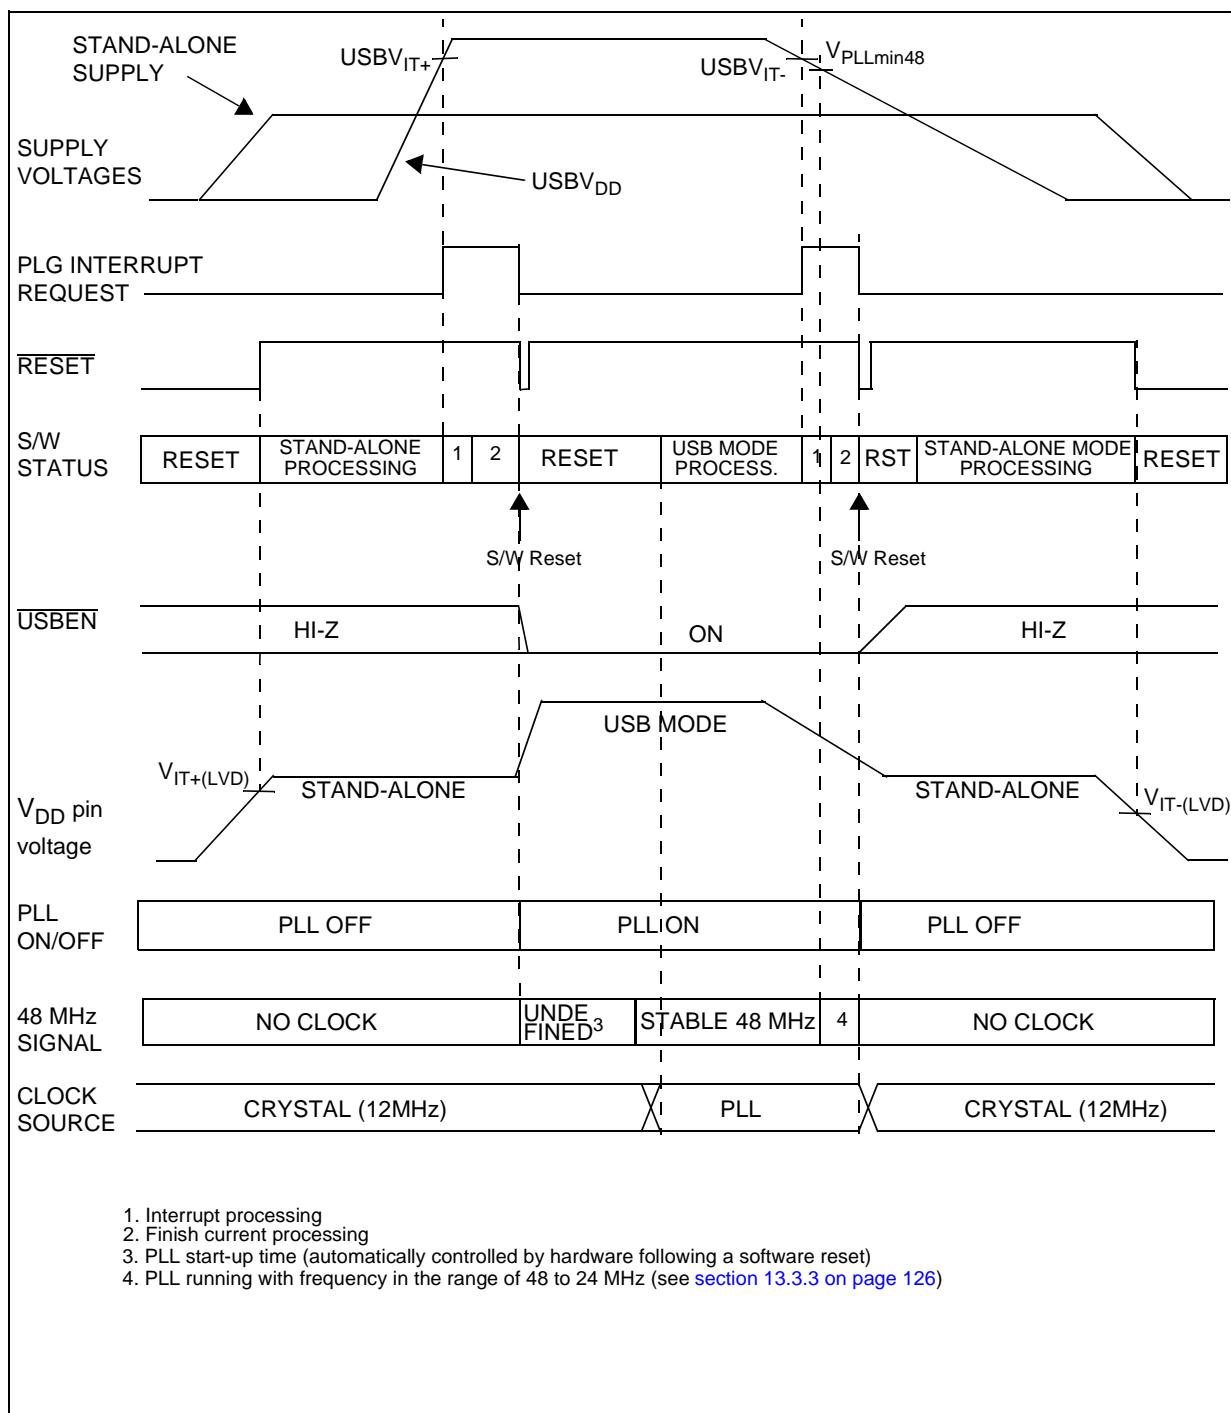 STAND-ALONE
SUPPLY
USBVIT+
USBVIT-
VPLLmin48
SUPPLY
VOLTAGES
USBVDD
PLG INTERRUPT
REQUEST
RESET
S/W
STATUS
RESET
STAND-ALONE
PROCESSING
1
2
RESET
USB MODE
PROCESS.
1
2
RST
STAND-ALONE MODE
PROCESSING
RESET
S/W Reset
S/W Reset
USBEN
HI-Z
ON
HI-Z
USB MODE
VIT+(LVD)
STAND-ALONE
STAND-ALONE
VIT-(LVD)
VDD pin
voltage
PLL
ON/OFF
PLL OFF
PLL ON
PLL OFF
48 MHz
SIGNAL
NO CLOCK
UNDE
FINED3
STABLE 48 MHz
4
NO CLOCK
CLOCK
SOURCE
CRYSTAL (12MHz)
PLL
CRYSTAL (12MHz)
1. Interrupt processing
2. Finish current processing
3. PLL start-up time (automatically controlled by hardware following a software reset)
4. PLL running with frequency in the range of 48 to 24 MHz (see section 13.3.3 on page 126)